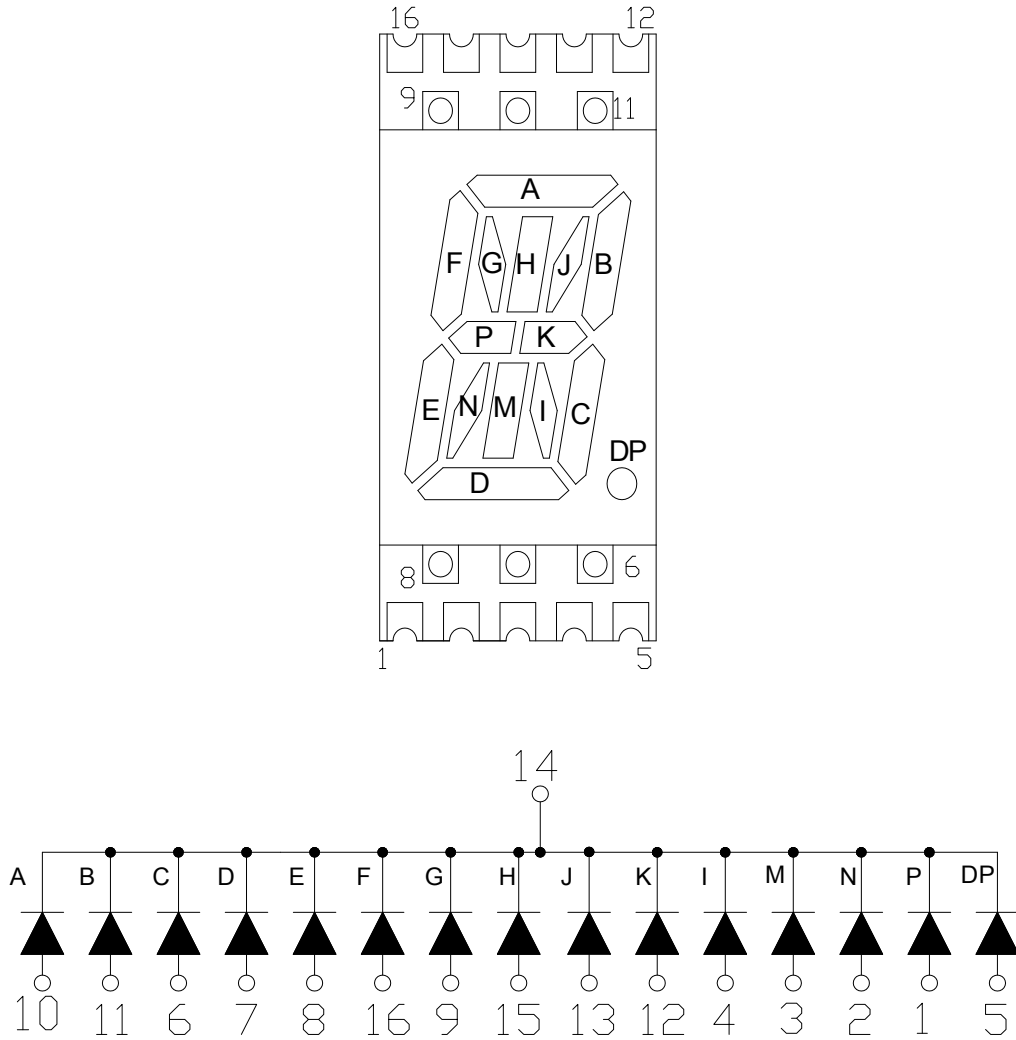 16 12
9 11
A
F G H J B
P K
E N M I C
DP
D
8 6
1 5
14
A B C D E F G H J K I M N P DP
10 11 6 7 8 16 9 15 13 12 4 3 2 1 5